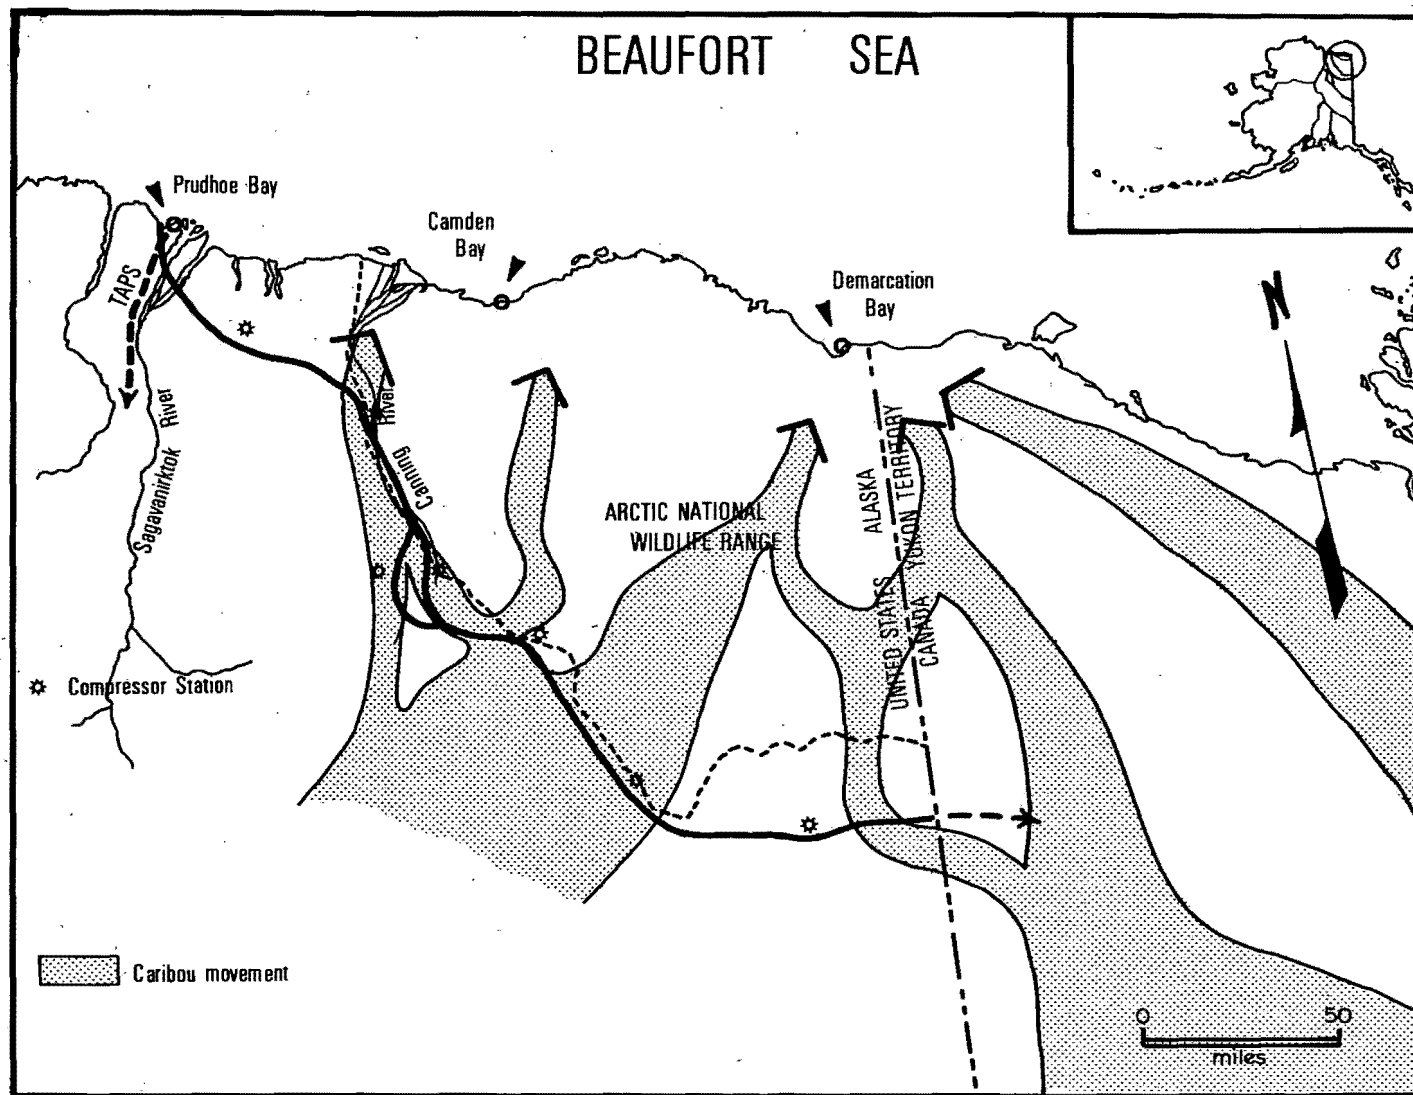 BEAUFORT SEA
Prudhoe Bay
Camden
Bay
Demarcation
Bay
N
TAPS
River
Canning
Sagavanirktok River
ARCTIC NATIONAL
WILDLIFE RANGE
UNITED STATES ALASKA
CANADA YUKON TERRITORY
Compressor Station
Caribou movement
0 50
miles